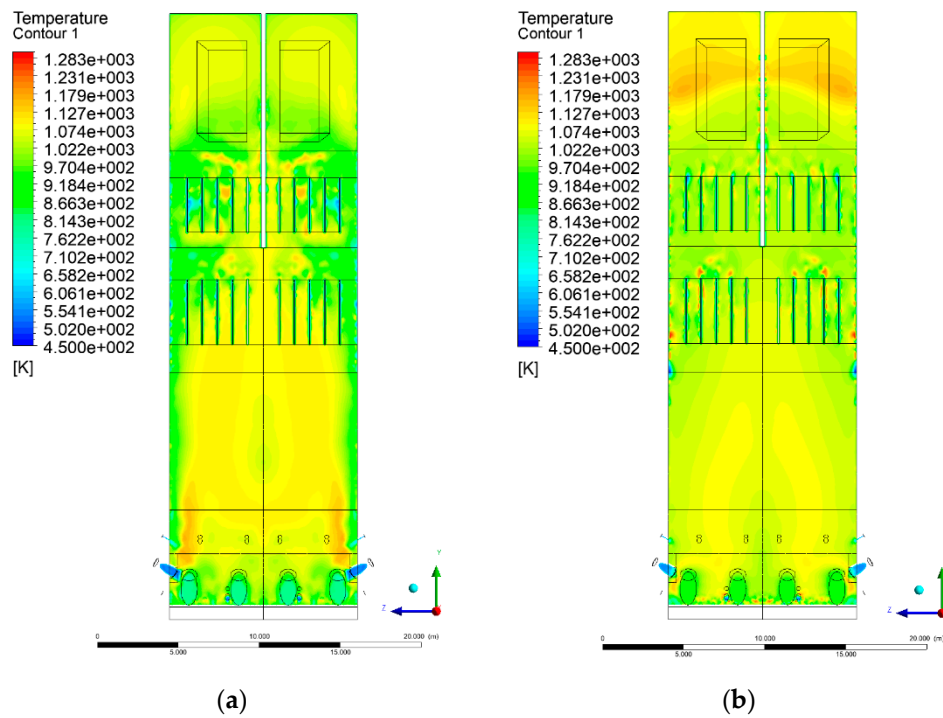 Temperature
Contour 1
1.283e+003
1.231e+003
1.179e+003
1.127e+003
1.074e+003
1.022e+003
9.704e+002
9.184e+002
8.663e+002
8.143e+002
7.622e+002
7.102e+002
6.582e+002
6.061e+002
5.541e+002
5.020e+002
4.500e+002
[K]
Y
Z
0 10.000 20.000 (m)
5.000 15.000
(a)
Temperature
Contour 1
1.283e+003
1.231e+003
1.179e+003
1.127e+003
1.074e+003
1.022e+003
9.704e+002
9.184e+002
8.663e+002
8.143e+002
7.622e+002
7.102e+002
6.582e+002
6.061e+002
5.541e+002
5.020e+002
4.500e+002
[K]
Z
0 10.000 20.000 (m)
5.000 15.000
(b)